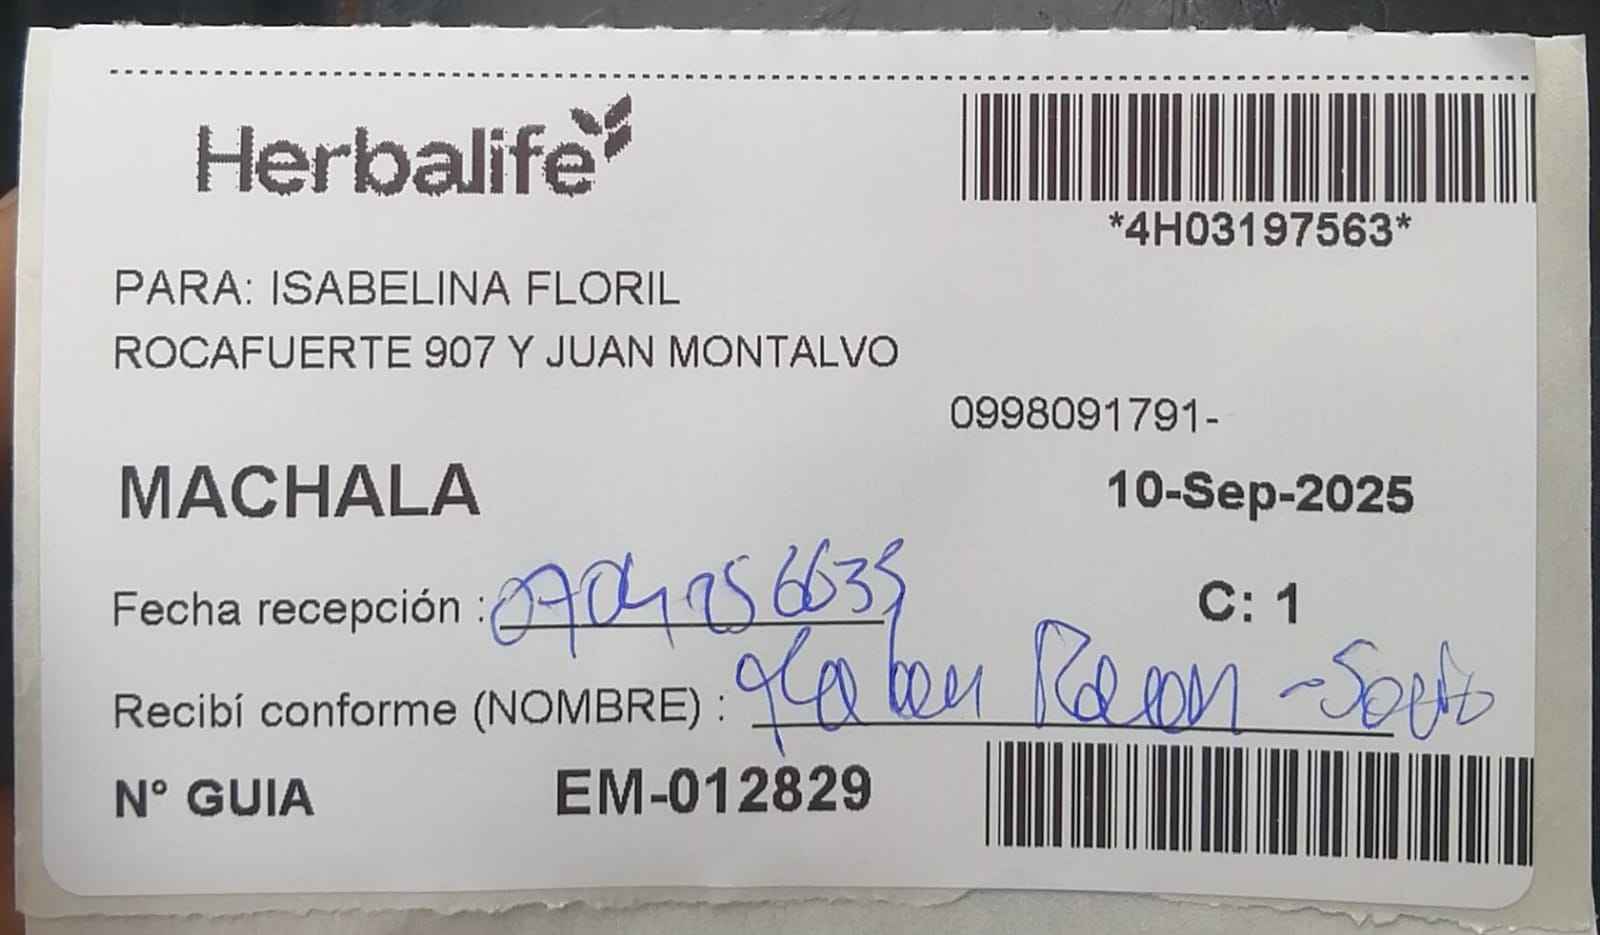 Herbalife
*4H03197563*
PARA: ISABELINA FLORIL
ROCAFUERTE 907 Y JUAN MONTALVO
0998091791-
MACHALA
10-Sep-2025
Fecha recepción :
C: 1
Recibí conforme (NOMBRE) :
N° GUIA EM-012829